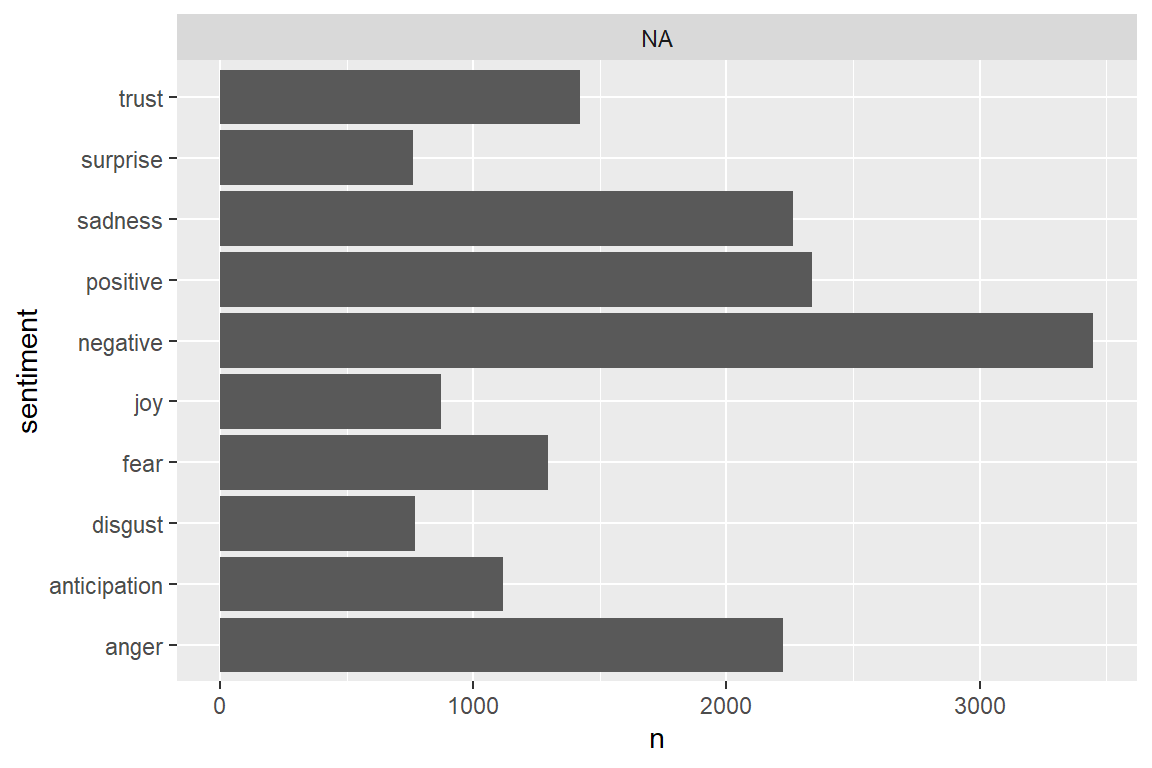 NA
trust
surprise
sadness
positive
negative
joy
fear
disgust
anticipation
anger
sentiment
0 1000 2000 3000
n